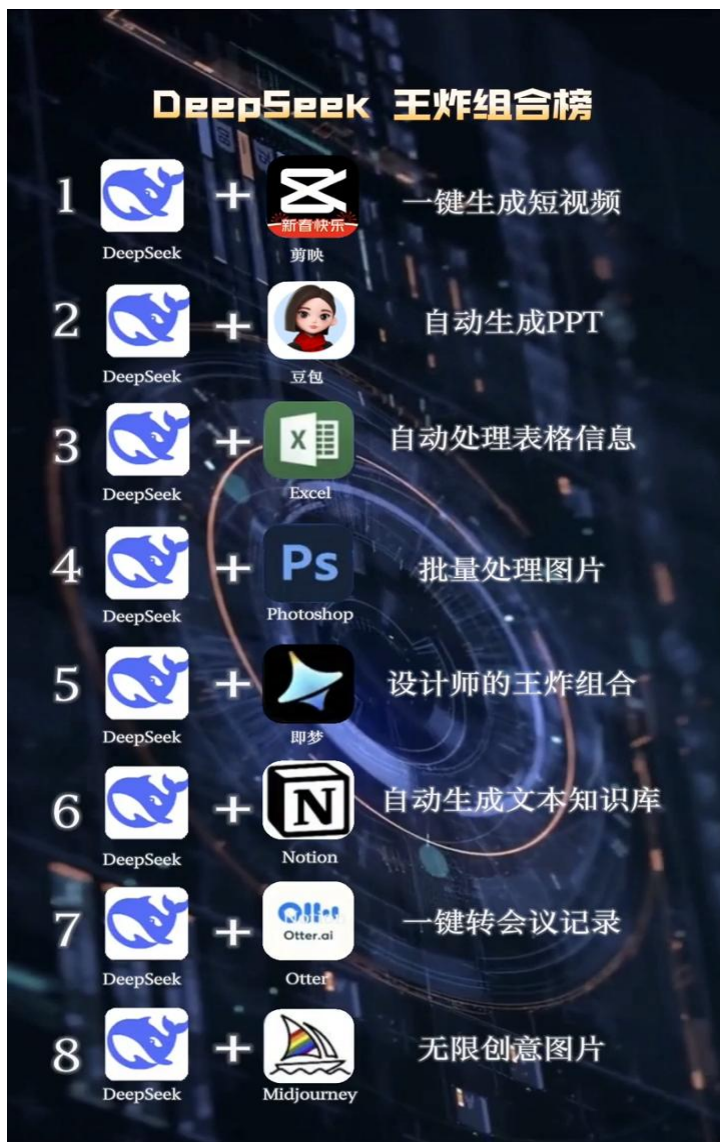 DeepSeek 王炸组合榜
1
+
新春快乐
一键生成短视频
DeepSeek
剪映
2
+
自动生成PPT
DeepSeek
豆包
3
+
X
自动处理表格信息
DeepSeek
Excel
4
+
Ps
批量处理图片
DeepSeek
Photoshop
5
+
设计师的王炸组合
DeepSeek
即梦
6
+
N
自动生成文本知识库
DeepSeek
Notion
7
+
Otter.ai
一键转会议记录
DeepSeek
Otter
8
+
无限创意图片
DeepSeek
Midjourney